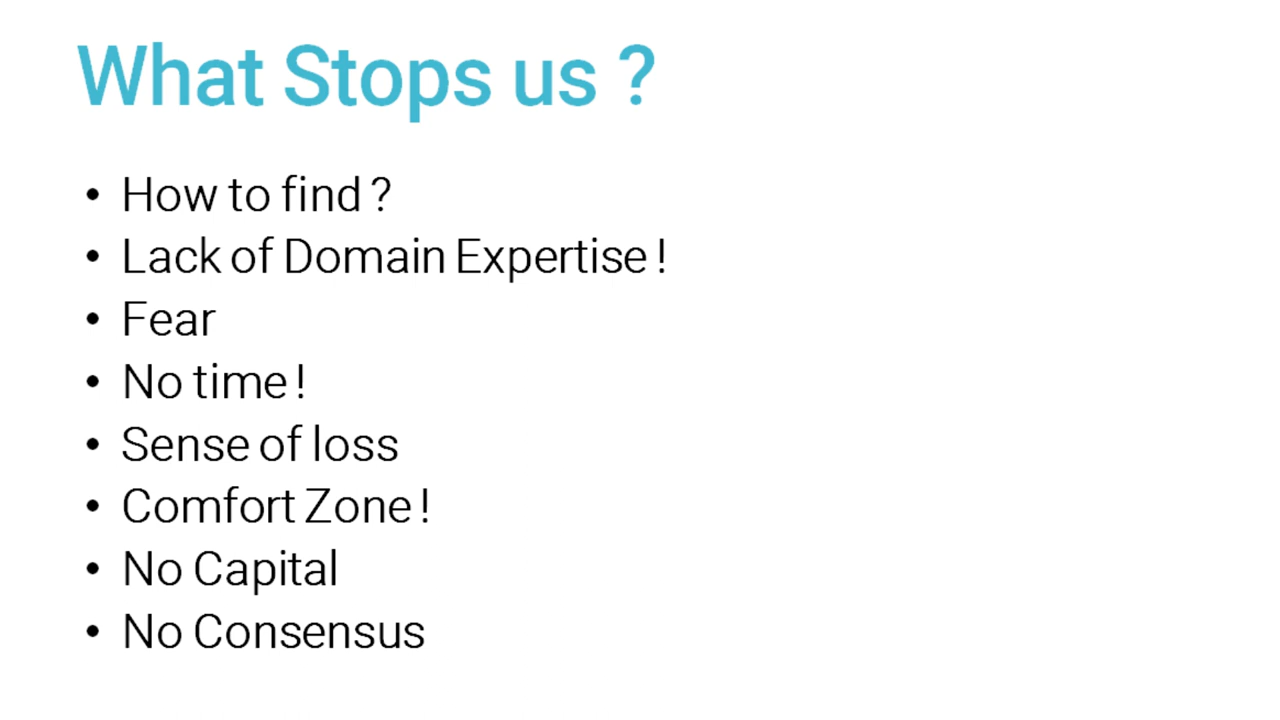 What Stops us ?
• How to find ?
• Lack of Domain Expertise !
• Fear
• No time !
• Sense of loss
• Comfort Zone !
• No Capital
• No Consensus